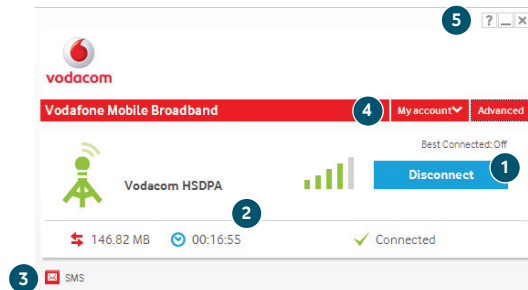 5
? _ ×
vodacom
Vodafone Mobile Broadband 4 My account Advanced
Best Connected: Off
Disconnect 1
Vodacom HSDPA
2
146.82 MB 00:16:55 Connected
3 SMS